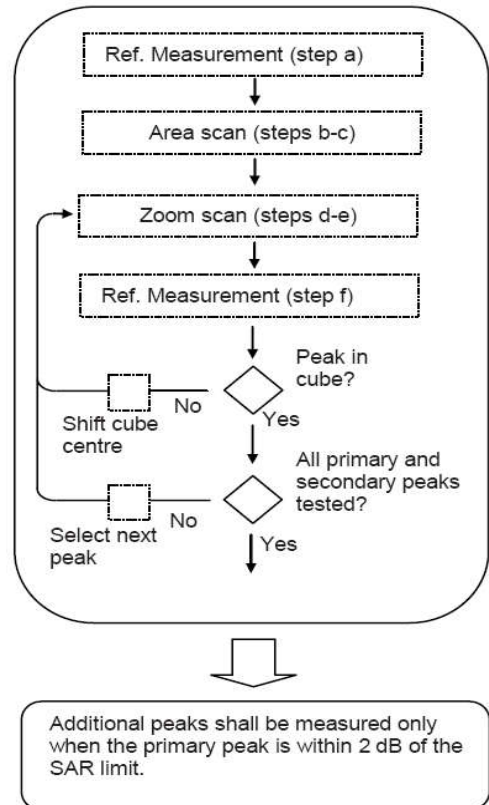 Ref. Measurement (step a)
Area scan (steps b-c)
Zoom scan (steps d-e)
Ref. Measurement (step f)
Peak in
cube?
No
Yes
Shift cube
centre
All primary and
secondary peaks
tested?
No
Yes
Select next
peak
Additional peaks shall be measured only
when the primary peak is within 2 dB of the
SAR limit.